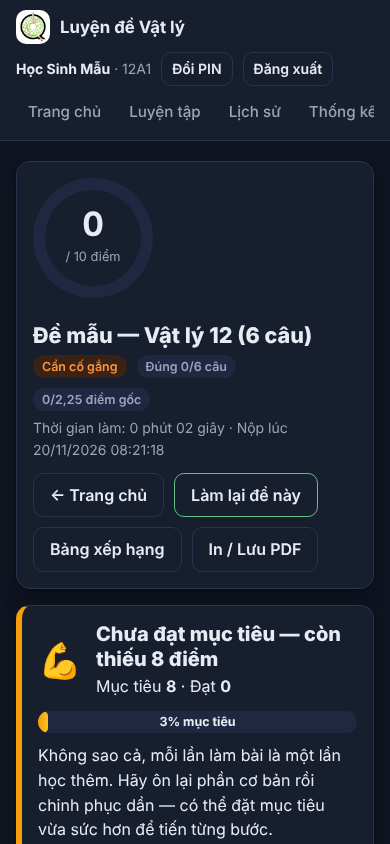 Luyện đề Vật lý
Học Sinh Mẫu · 12A1 Đổi PIN Đăng xuất
Trang chủ Luyện tập Lịch sử Thống kê
0
/ 10 điểm
Đề mẫu — Vật lý 12 (6 câu)
Cần cố gắng Đúng 0/6 câu
0/2,25 điểm gốc
Thời gian làm: 0 phút 02 giây · Nộp lúc
20/11/2026 08:21:18
← Trang chủ Làm lại đề này
Bảng xếp hạng In / Lưu PDF
Chưa đạt mục tiêu — còn
thiếu 8 điểm
Mục tiêu 8 · Đạt 0
3% mục tiêu
Không sao cả, mỗi lần làm bài là một lần
học thêm. Hãy ôn lại phần cơ bản rồi
chinh phục dần — có thể đặt mục tiêu
vừa sức hơn để tiến từng bước.